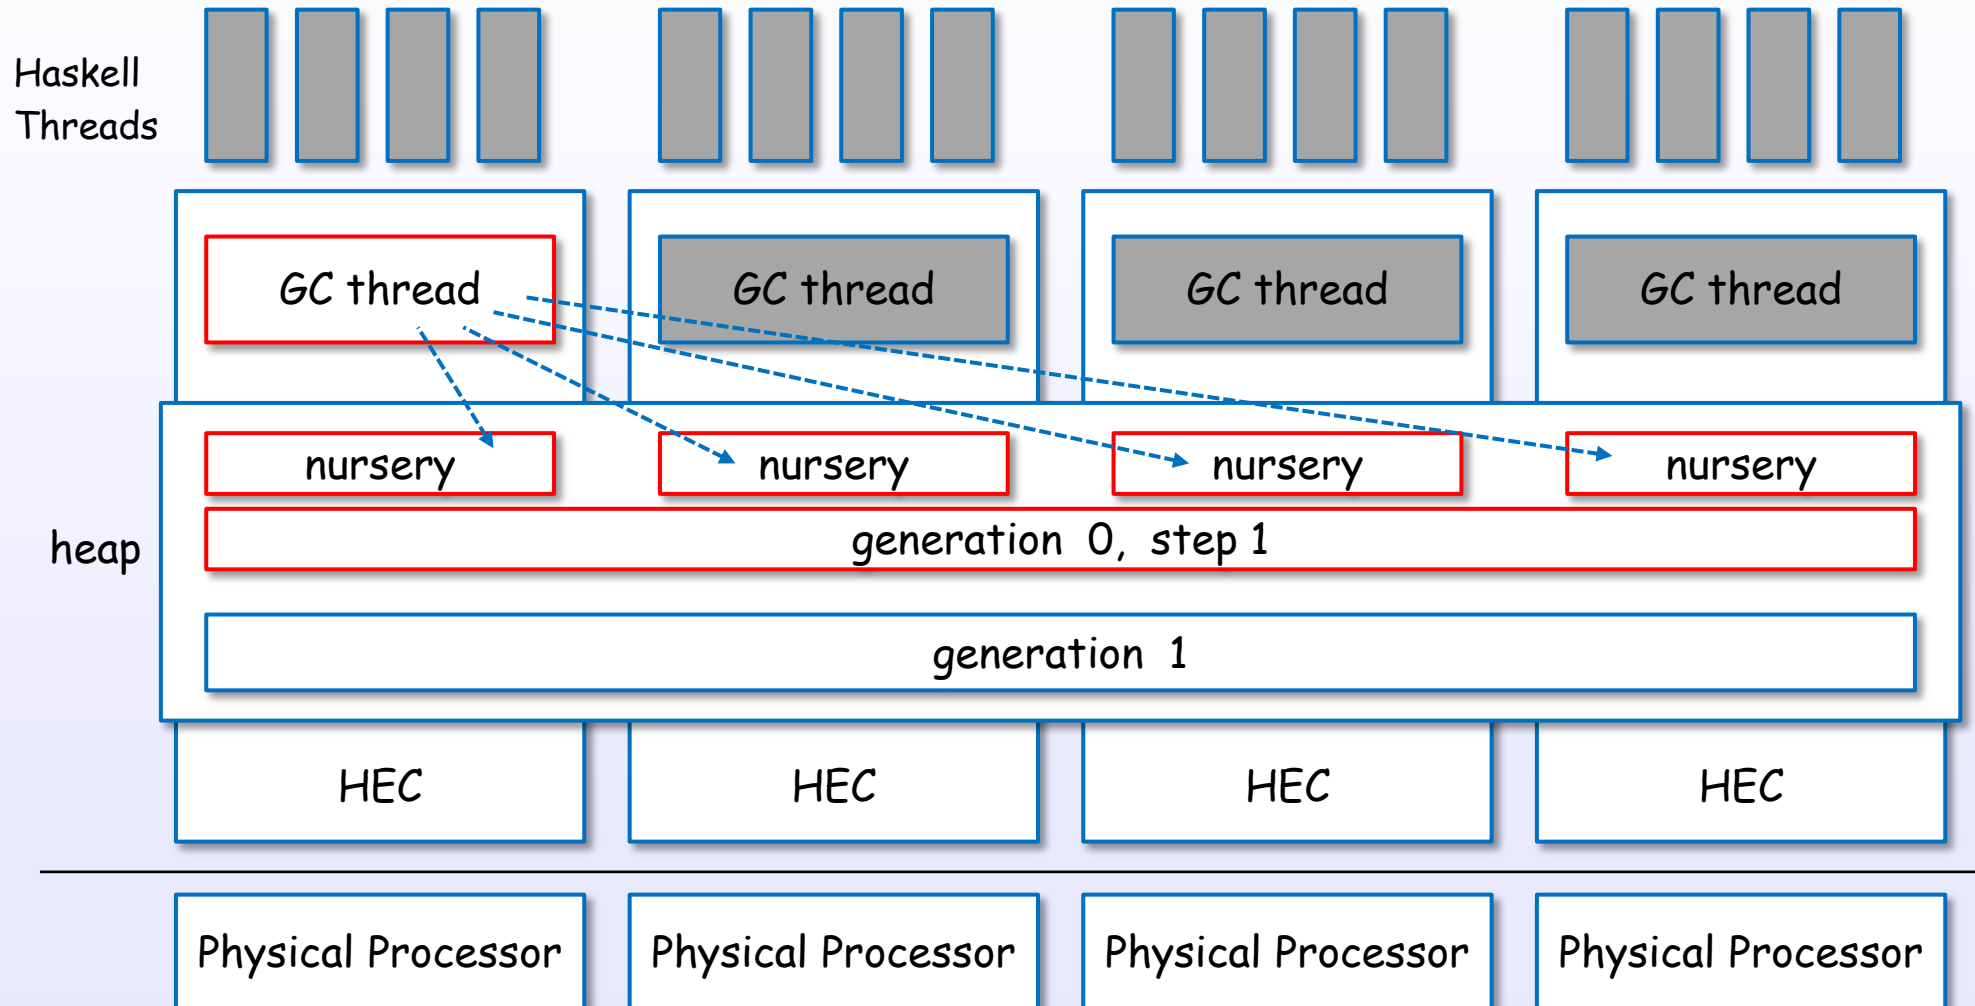 Haskell
Threads
GC thread
GC thread
GC thread
GC thread
nursery
nursery
nursery
nursery
generation 0, step 1
heap
generation 1
HEC
HEC
HEC
HEC
Physical Processor
Physical Processor
Physical Processor
Physical Processor